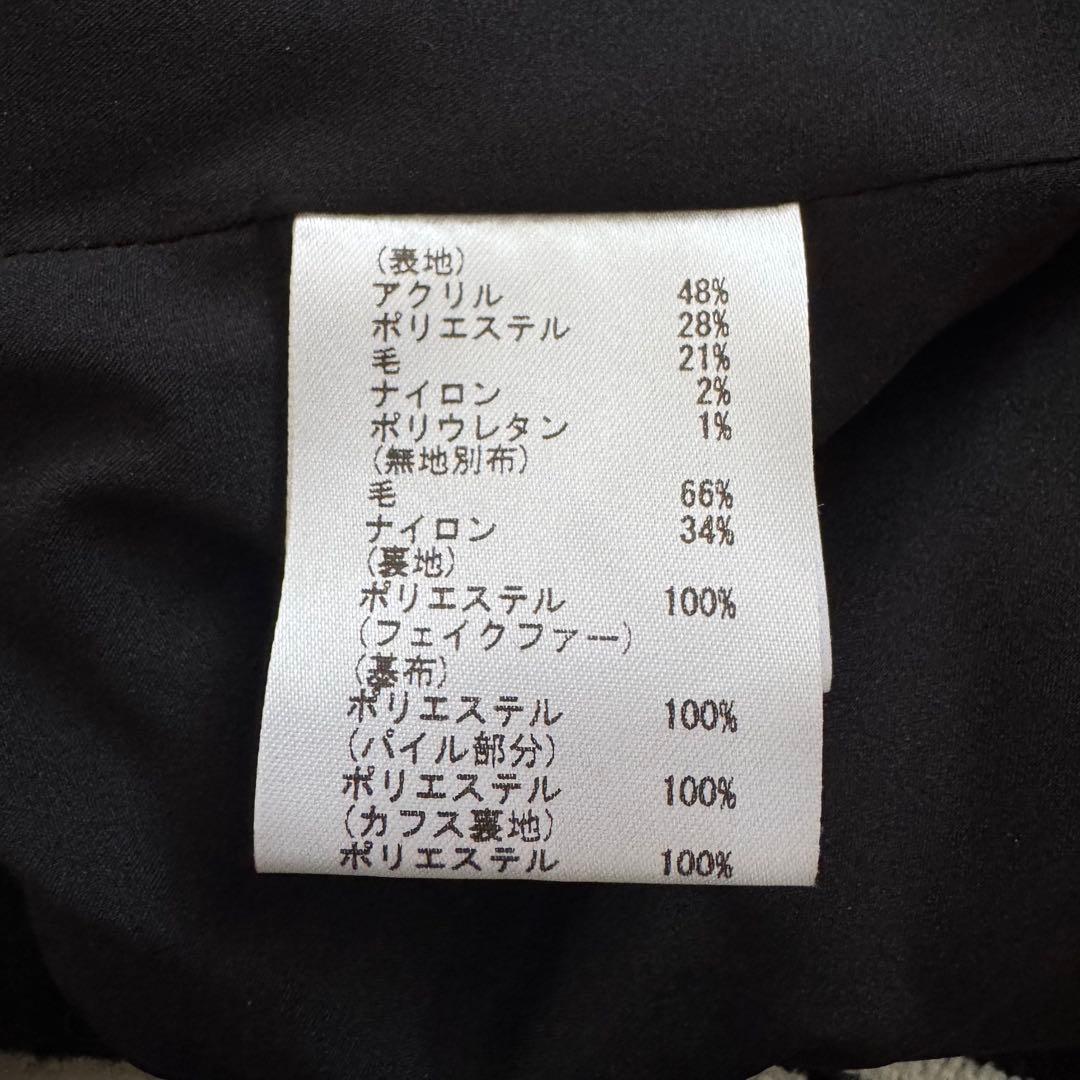 (表地)
アクリル 48%
ポリエステル 28%
毛 21%
ナイロン 2%
ポリウレタン 1%
(無地別布)
毛 66%
ナイロン 34%
(裏地)
ポリエステル 100%
(フェイクファー)
(基布)
ポリエステル 100%
(パイル部分)
ポリエステル 100%
(カフス裏地)
ポリエステル 100%